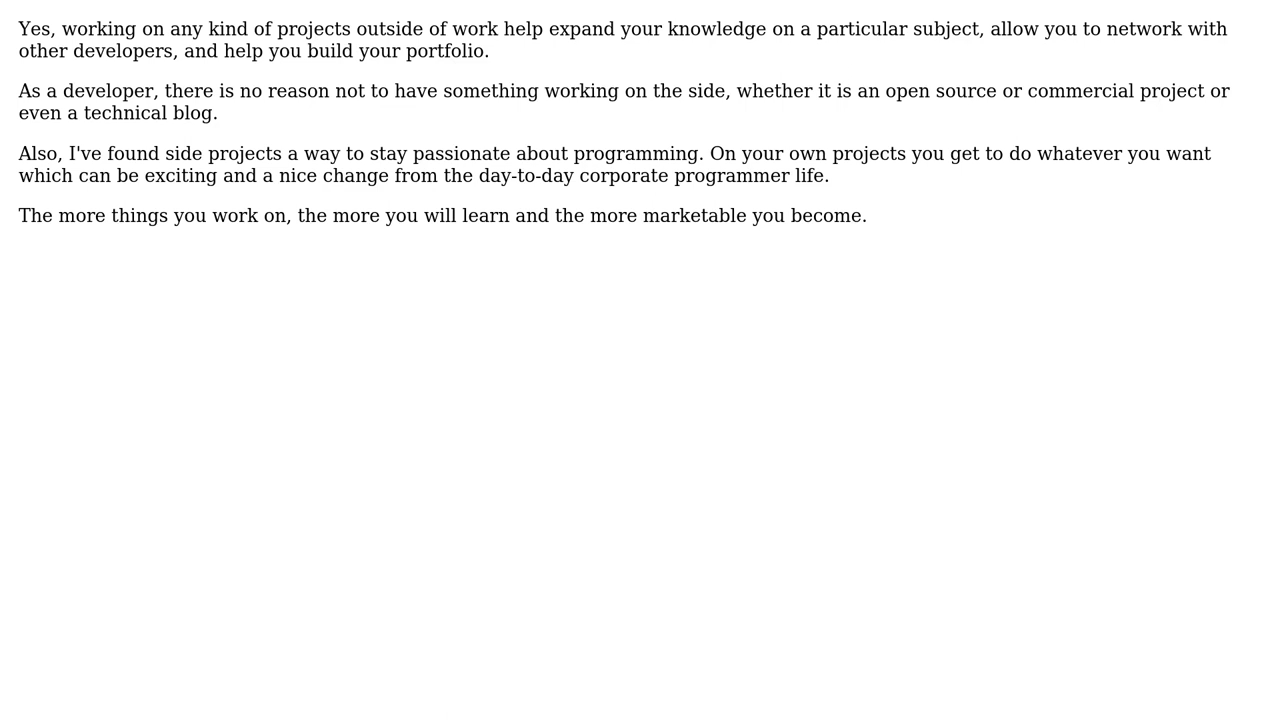 Yes, working on any kind of projects outside of work help expand your knowledge on a particular subject, allow you to network with
other developers, and help you build your portfolio.
As a developer, there is no reason not to have something working on the side, whether it is an open source or commercial project or
even a technical blog.
Also, I've found side projects a way to stay passionate about programming. On your own projects you get to do whatever you want
which can be exciting and a nice change from the day-to-day corporate programmer life.
The more things you work on, the more you will learn and the more marketable you become.